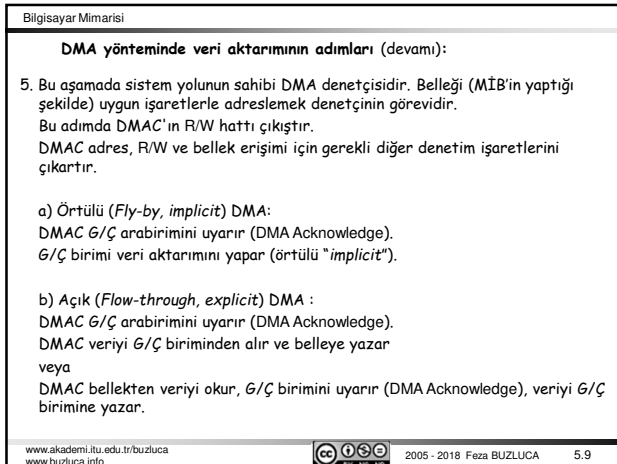 Bilgisayar Mimarisi
DMA yönteminde veri aktarımının adımları (devamı):
5. Bu aşamada sistem yolunun sahibi DMA denetçisidir. Belleği (MİB'in yaptığı
şekilde) uygun işaretlerle adreslemek denetçinin görevidir.
Bu adımda DMAC'ın R/W hattı çıkıştır.
DMAC adres, R/W ve bellek erişimi için gerekli diğer denetim işaretlerini
çıkartır.
a) Örtülü (Fly-by, implicit) DMA:
DMAC G/Ç arabirimini uyarır (DMA Acknowledge).
G/Ç birimi veri aktarımını yapar (örtülü "implicit").
b) Açık (Flow-through, explicit) DMA :
DMAC G/Ç arabirimini uyarır (DMA Acknowledge).
DMAC veriyi G/Ç biriminden alır ve belleye yazar
veya
DMAC bellekten veriyi okur, G/Ç birimini uyarır (DMA Acknowledge), veriyi G/Ç
birimine yazar.
www.akademi.itu.edu.tr/buzluca
www.buzluca.info
2005 - 2018 Feza BUZLUCA 5.9